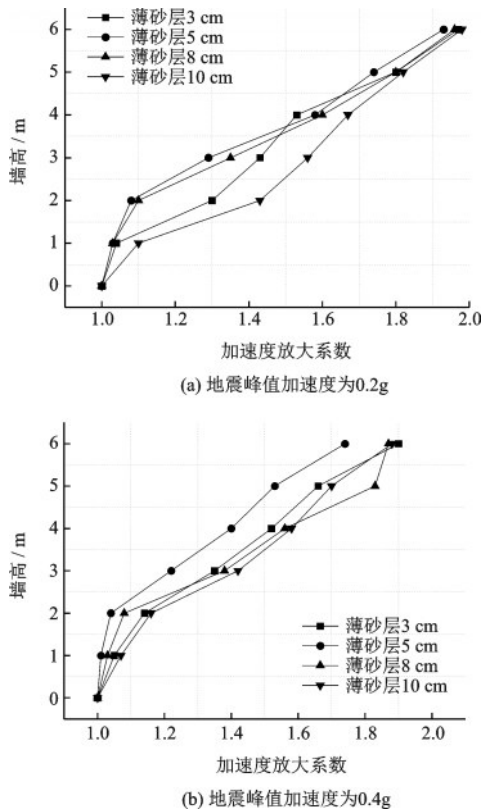 薄砂层3 cm
薄砂层5 cm
薄砂层8 cm
薄砂层10 cm
墙高 / m
6
5
4
3
2
1
0
1.0 1.2 1.4 1.6 1.8 2.0
加速度放大系数
(a) 地震峰值加速度为0.2g
墙高 / m
6
5
4
3
2
1
0
薄砂层3 cm
薄砂层5 cm
薄砂层8 cm
薄砂层10 cm
1.0 1.2 1.4 1.6 1.8 2.0
加速度放大系数
(b) 地震峰值加速度为0.4g